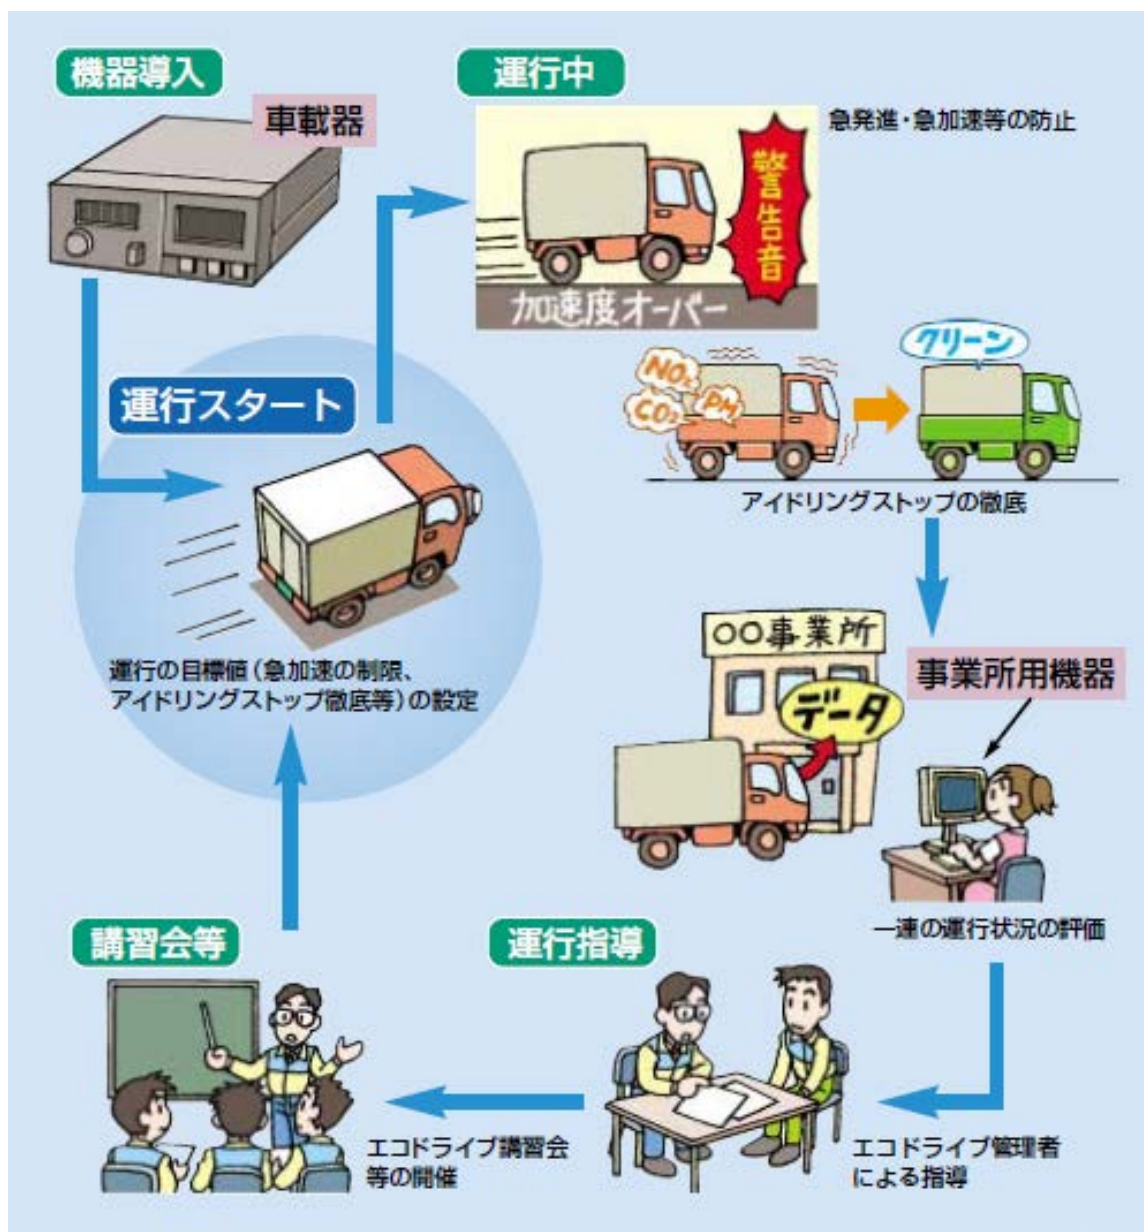 機器導入
車載器
運行中
急発進・急加速等の防止
警告音
加速度オーバー
運行スタート
運行の目標値(急加速の制限、
アイドリングストップ徹底等)の設定
NOx
CO2
PM
クリーン
アイドリングストップの徹底
〇〇事業所
データ
事業所用機器
一連の運行状況の評価
運行指導
エコドライブ管理者
による指導
講習会等
エコドライブ講習会
等の開催